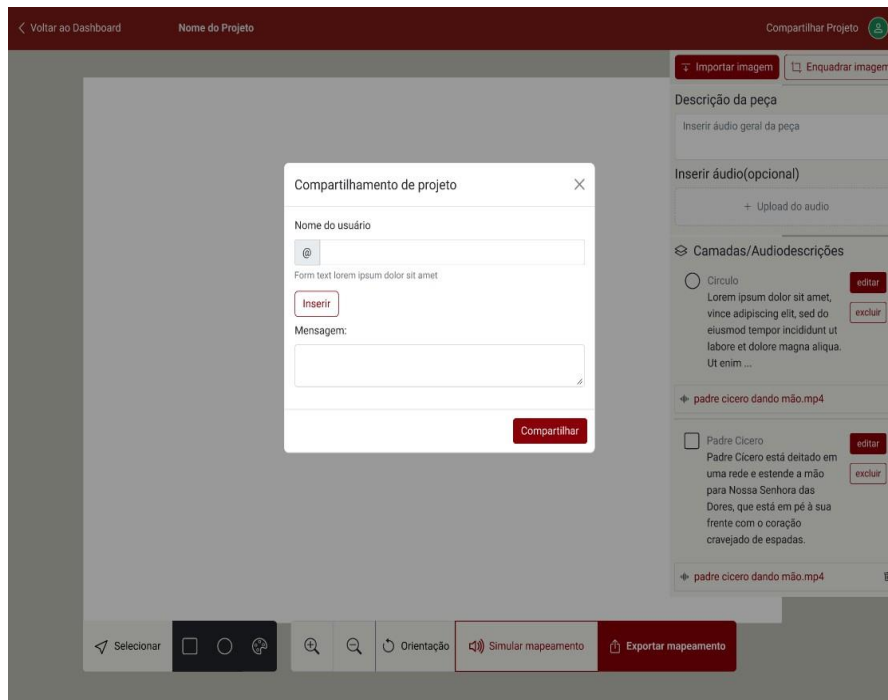 Voltar ao Dashboard
Nome do Projeto
Compartilhar Projeto
Importar imagem
Enquadrar imagem
Descrição da peça
Inserir áudio geral da peça
Inserir áudio(opcional)
+ Upload do audio
Camadas/Audiodescrições
Circulo
editar
Lorem ipsum dolor sit amet,
vince adipiscing elit, sed do
excluir
eiusmod tempor incididunt ut
labore et dolore magna aliqua.
Ut enim ...
padre cicero dando mão.mp4
Padre Cicero
editar
Padre Cícero está deitado em
uma rede e estende a mão
excluir
para Nossa Senhora das
Dores, que está em pé à sua
frente com o coração
cravejado de espadas.
padre cicero dando mão.mp4
Compartilhamento de projeto
Nome do usuário
@
Form text lorem ipsum dolor sit amet
Inserir
Mensagem:
Compartilhar
Selecionar
Orientação
Simular mapeamento
Exportar mapeamento